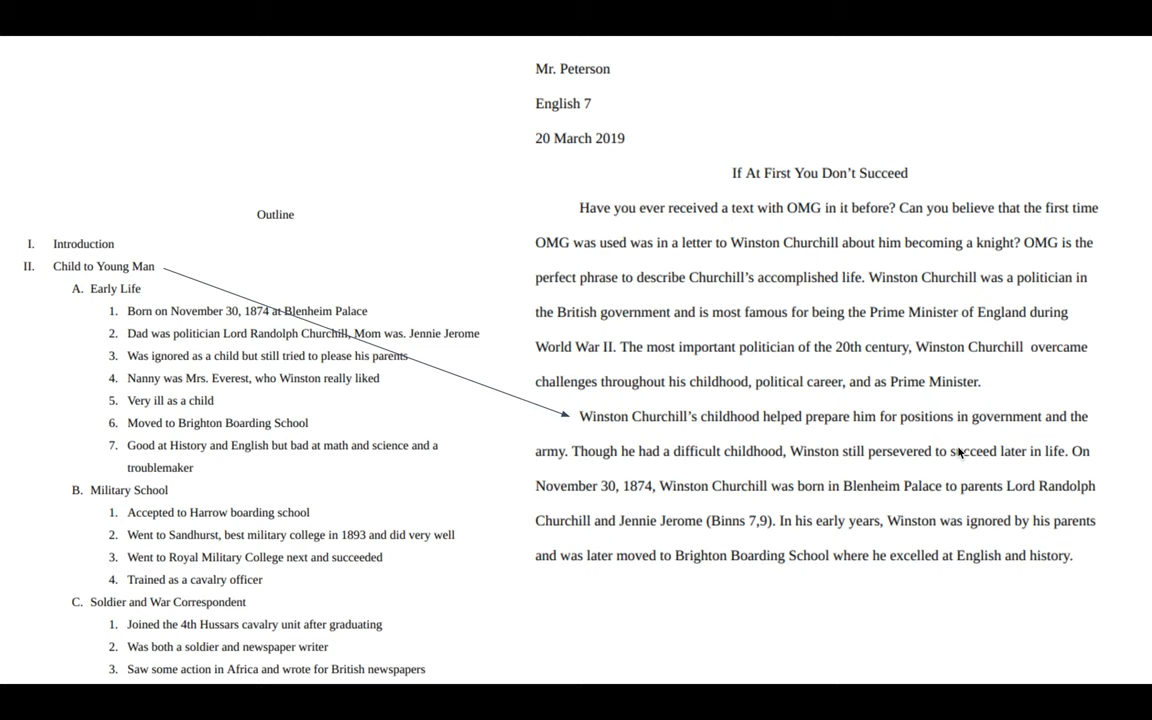 Outline
I. Introduction
II. Child to Young Man
A. Early Life
1. Born on November 30, 1874 at Blenheim Palace
2. Dad was politician Lord Randolph Churchill, Mom was. Jennie Jerome
3. Was ignored as a child but still tried to please his parents
4. Nanny was Mrs. Everest, who Winston really liked
5. Very ill as a child
6. Moved to Brighton Boarding School
7. Good at History and English but bad at math and science and a
troublemaker
B. Military School
1. Accepted to Harrow boarding school
2. Went to Sandhurst, best military college in 1893 and did very well
3. Went to Royal Military College next and succeeded
4. Trained as a cavalry officer
C. Soldier and War Correspondent
1. Joined the 4th Hussars cavalry unit after graduating
2. Was both a soldier and newspaper writer
3. Saw some action in Africa and wrote for British newspapers
Mr. Peterson
English 7
20 March 2019
If At First You Don’t Succeed
Have you ever received a text with OMG in it before? Can you believe that the first time
OMG was used was in a letter to Winston Churchill about him becoming a knight? OMG is the
perfect phrase to describe Churchill’s accomplished life. Winston Churchill was a politician in
the British government and is most famous for being the Prime Minister of England during
World War II. The most important politician of the 20th century, Winston Churchill overcame
challenges throughout his childhood, political career, and as Prime Minister.
Winston Churchill’s childhood helped prepare him for positions in government and the
army. Though he had a difficult childhood, Winston still persevered to succeed later in life. On
November 30, 1874, Winston Churchill was born in Blenheim Palace to parents Lord Randolph
Churchill and Jennie Jerome (Binns 7,9). In his early years, Winston was ignored by his parents
and was later moved to Brighton Boarding School where he excelled at English and history.